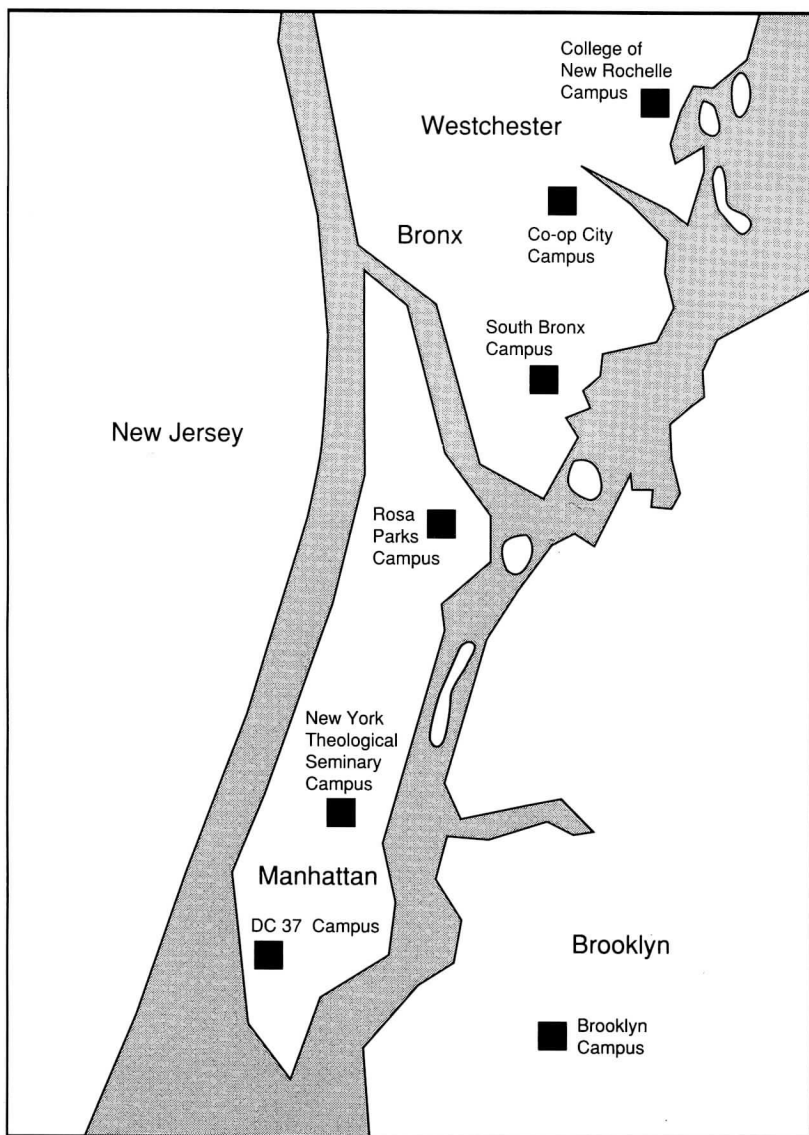 College of
New Rochelle
Campus
Westchester
Bronx
Co-op City
Campus
South Bronx
Campus
New Jersey
Rosa
Parks
Campus
New York
Theological
Seminary
Campus
Manhattan
DC 37 Campus
Brooklyn
Brooklyn
Campus